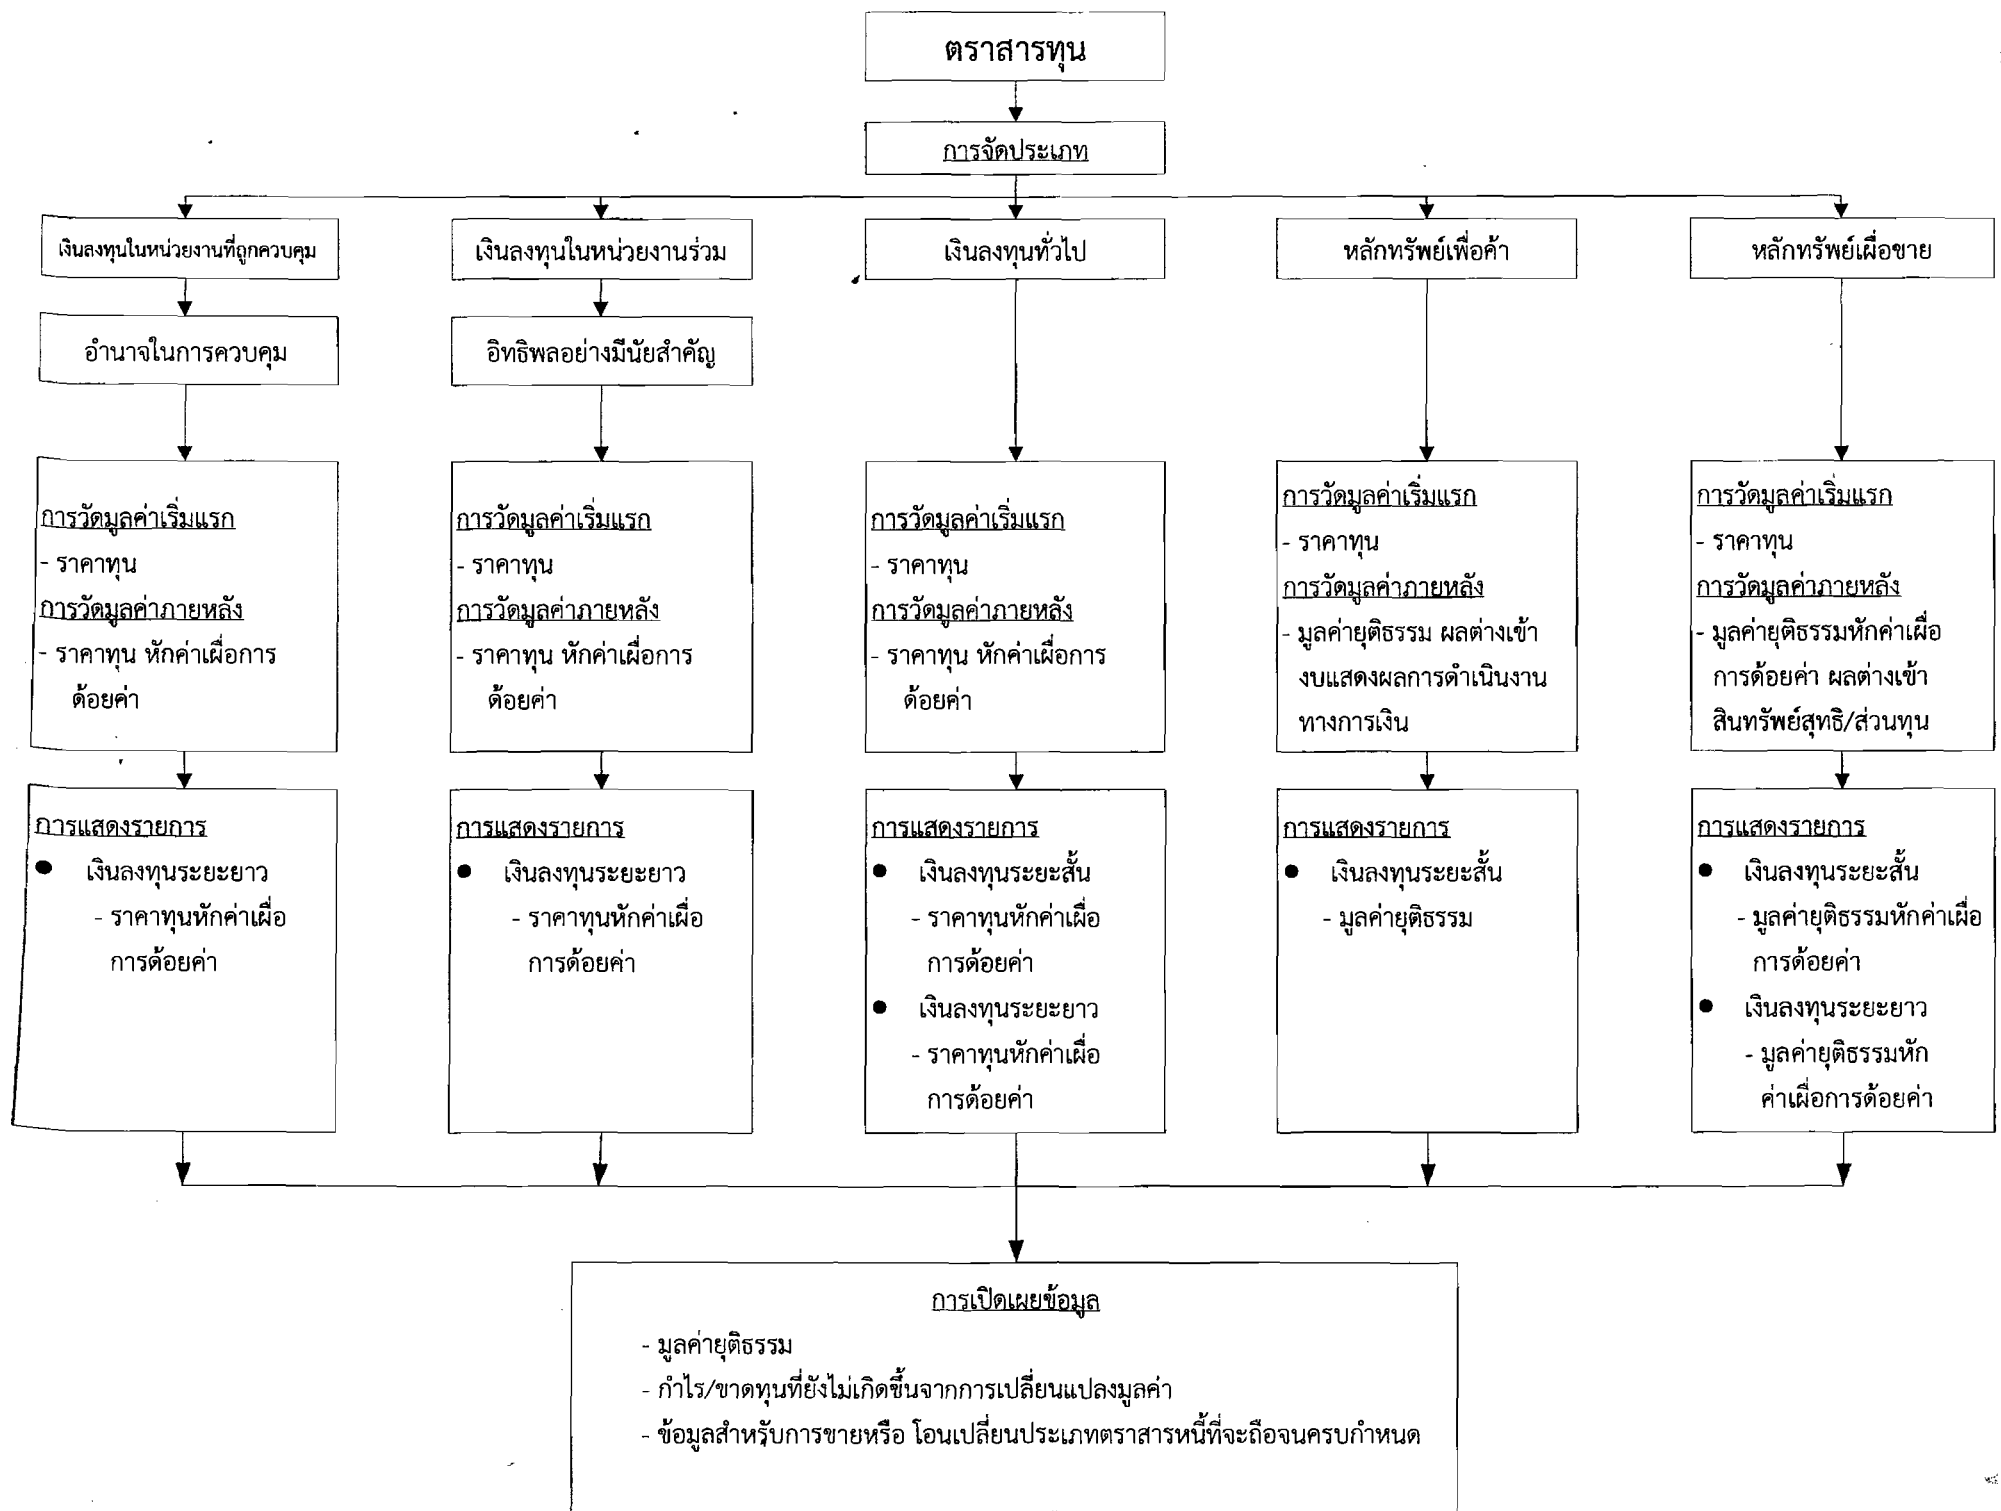 ตราสารทุน
การจัดประเภท
เงินลงทุนในหน่วยงานที่ถูกควบคุม
เงินลงทุนในหน่วยงานร่วม
เงินลงทุนทั่วไป
หลักทรัพย์เพื่อค้า
หลักทรัพย์เผื่อขาย
อำนาจในการควบคุม
อิทธิพลอย่างมีนัยสำคัญ
การวัดมูลค่าเริ่มแรก
- ราคาทุน
การวัดมูลค่าภายหลัง
- ราคาทุน หักค่าเผื่อการ
ด้อยค่า
การวัดมูลค่าเริ่มแรก
- ราคาทุน
การวัดมูลค่าภายหลัง
- ราคาทุน หักค่าเผื่อการ
ด้อยค่า
การวัดมูลค่าเริ่มแรก
- ราคาทุน
การวัดมูลค่าภายหลัง
- ราคาทุน หักค่าเผื่อการ
ด้อยค่า
การวัดมูลค่าเริ่มแรก
- ราคาทุน
การวัดมูลค่าภายหลัง
- มูลค่ายุติธรรม ผลต่างเข้า
งบแสดงผลการดำเนินงาน
ทางการเงิน
การวัดมูลค่าเริ่มแรก
- ราคาทุน
การวัดมูลค่าภายหลัง
- มูลค่ายุติธรรมหักค่าเผื่อ
การด้อยค่า ผลต่างเข้า
สินทรัพย์สุทธิ/ส่วนทุน
การแสดงรายการ
● เงินลงทุนระยะยาว
- ราคาทุนหักค่าเผื่อ
การด้อยค่า
การแสดงรายการ
● เงินลงทุนระยะยาว
- ราคาทุนหักค่าเผื่อ
การด้อยค่า
การแสดงรายการ
● เงินลงทุนระยะสั้น
- ราคาทุนหักค่าเผื่อ
การด้อยค่า
● เงินลงทุนระยะยาว
- ราคาทุนหักค่าเผื่อ
การด้อยค่า
การแสดงรายการ
● เงินลงทุนระยะสั้น
- มูลค่ายุติธรรม
การแสดงรายการ
● เงินลงทุนระยะสั้น
- มูลค่ายุติธรรมหักค่าเผื่อ
การด้อยค่า
● เงินลงทุนระยะยาว
- มูลค่ายุติธรรมหัก
ค่าเผื่อการด้อยค่า
การเปิดเผยข้อมูล
- มูลค่ายุติธรรม
- กำไร/ขาดทุนที่ยังไม่เกิดขึ้นจากการเปลี่ยนแปลงมูลค่า
- ข้อมูลสำหรับการขายหรือ โอนเปลี่ยนประเภทตราสารหนี้ที่จะถือจนครบกำหนด